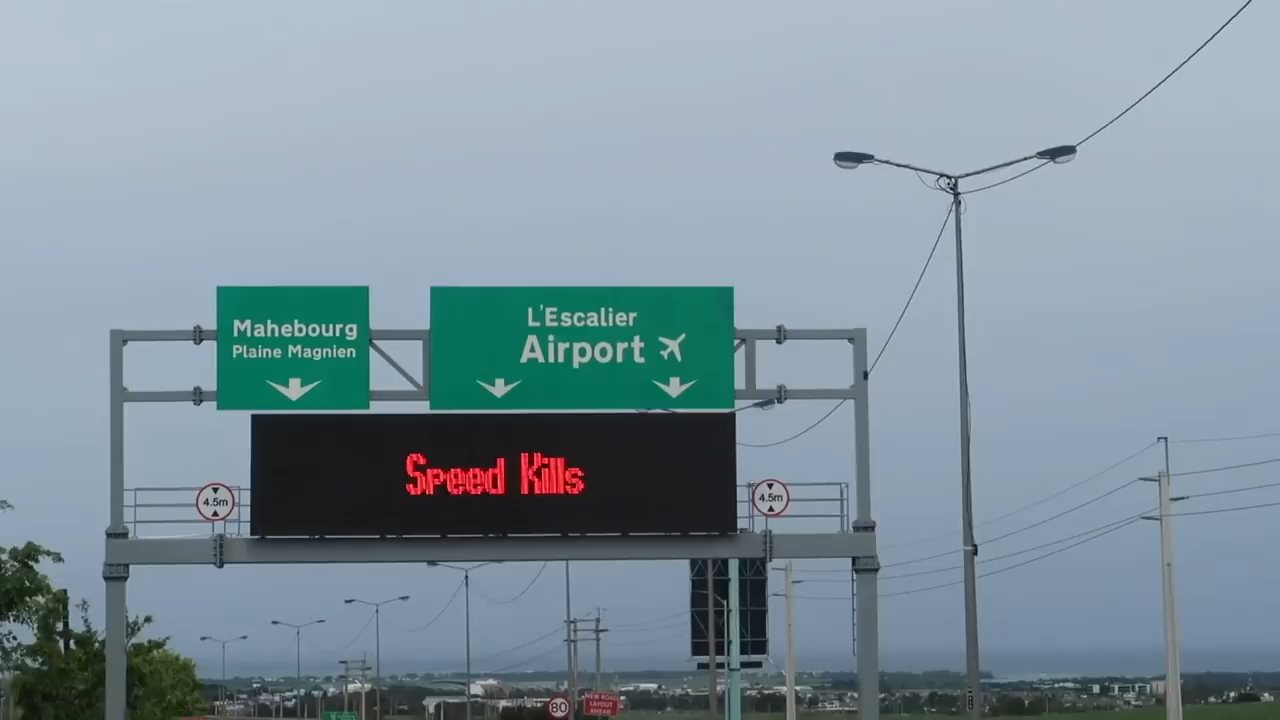 Mahebourg
Plaine Magnien
L'Escalier
Airport
Speed Kills
4.5m
4.5m
80
NEW ROAD
LAYOUT
AHEAD